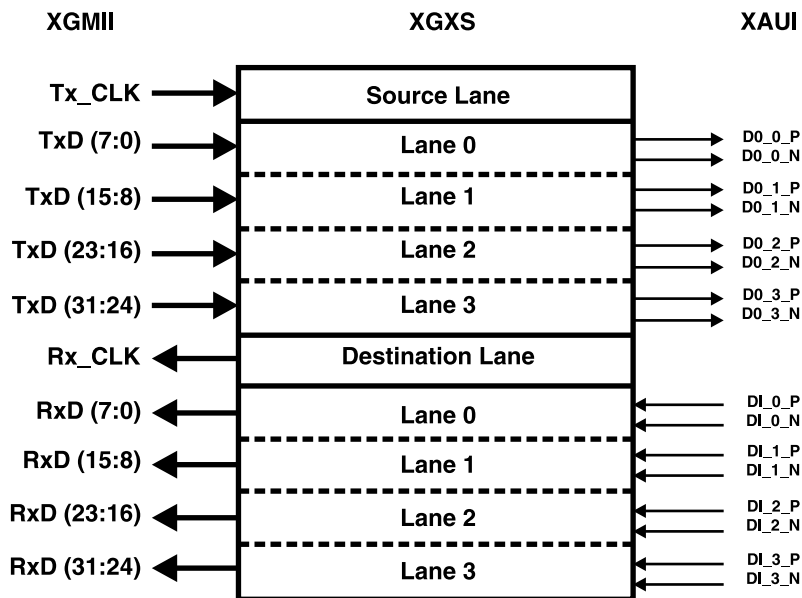 XGMII XGXS XAUI
Tx_CLK Source Lane
TxD (7:0) Lane 0 D0_0_P
D0_0_N
TxD (15:8) Lane 1 D0_1_P
D0_1_N
TxD (23:16) Lane 2 D0_2_P
D0_2_N
TxD (31:24) Lane 3 D0_3_P
D0_3_N
Rx_CLK Destination Lane
RxD (7:0) Lane 0 DI_0_P
DI_0_N
RxD (15:8) Lane 1 DI_1_P
DI_1_N
RxD (23:16) Lane 2 DI_2_P
DI_2_N
RxD (31:24) Lane 3 DI_3_P
DI_3_N